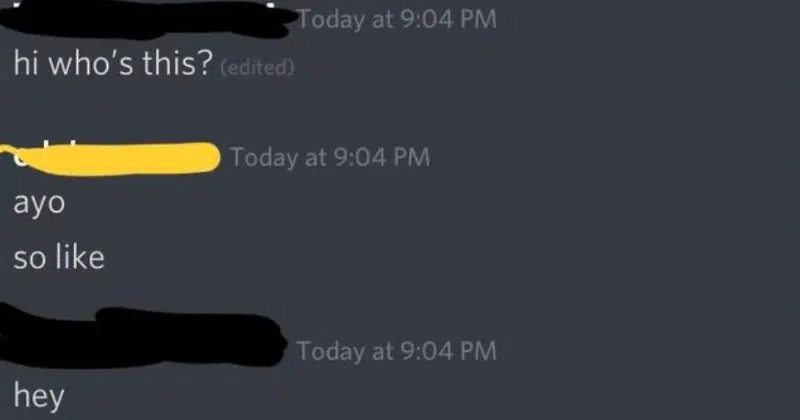 Today at 9:04 PM
hi who's this? (edited)
Today at 9:04 PM
ayo
so like
Today at 9:04 PM
hey